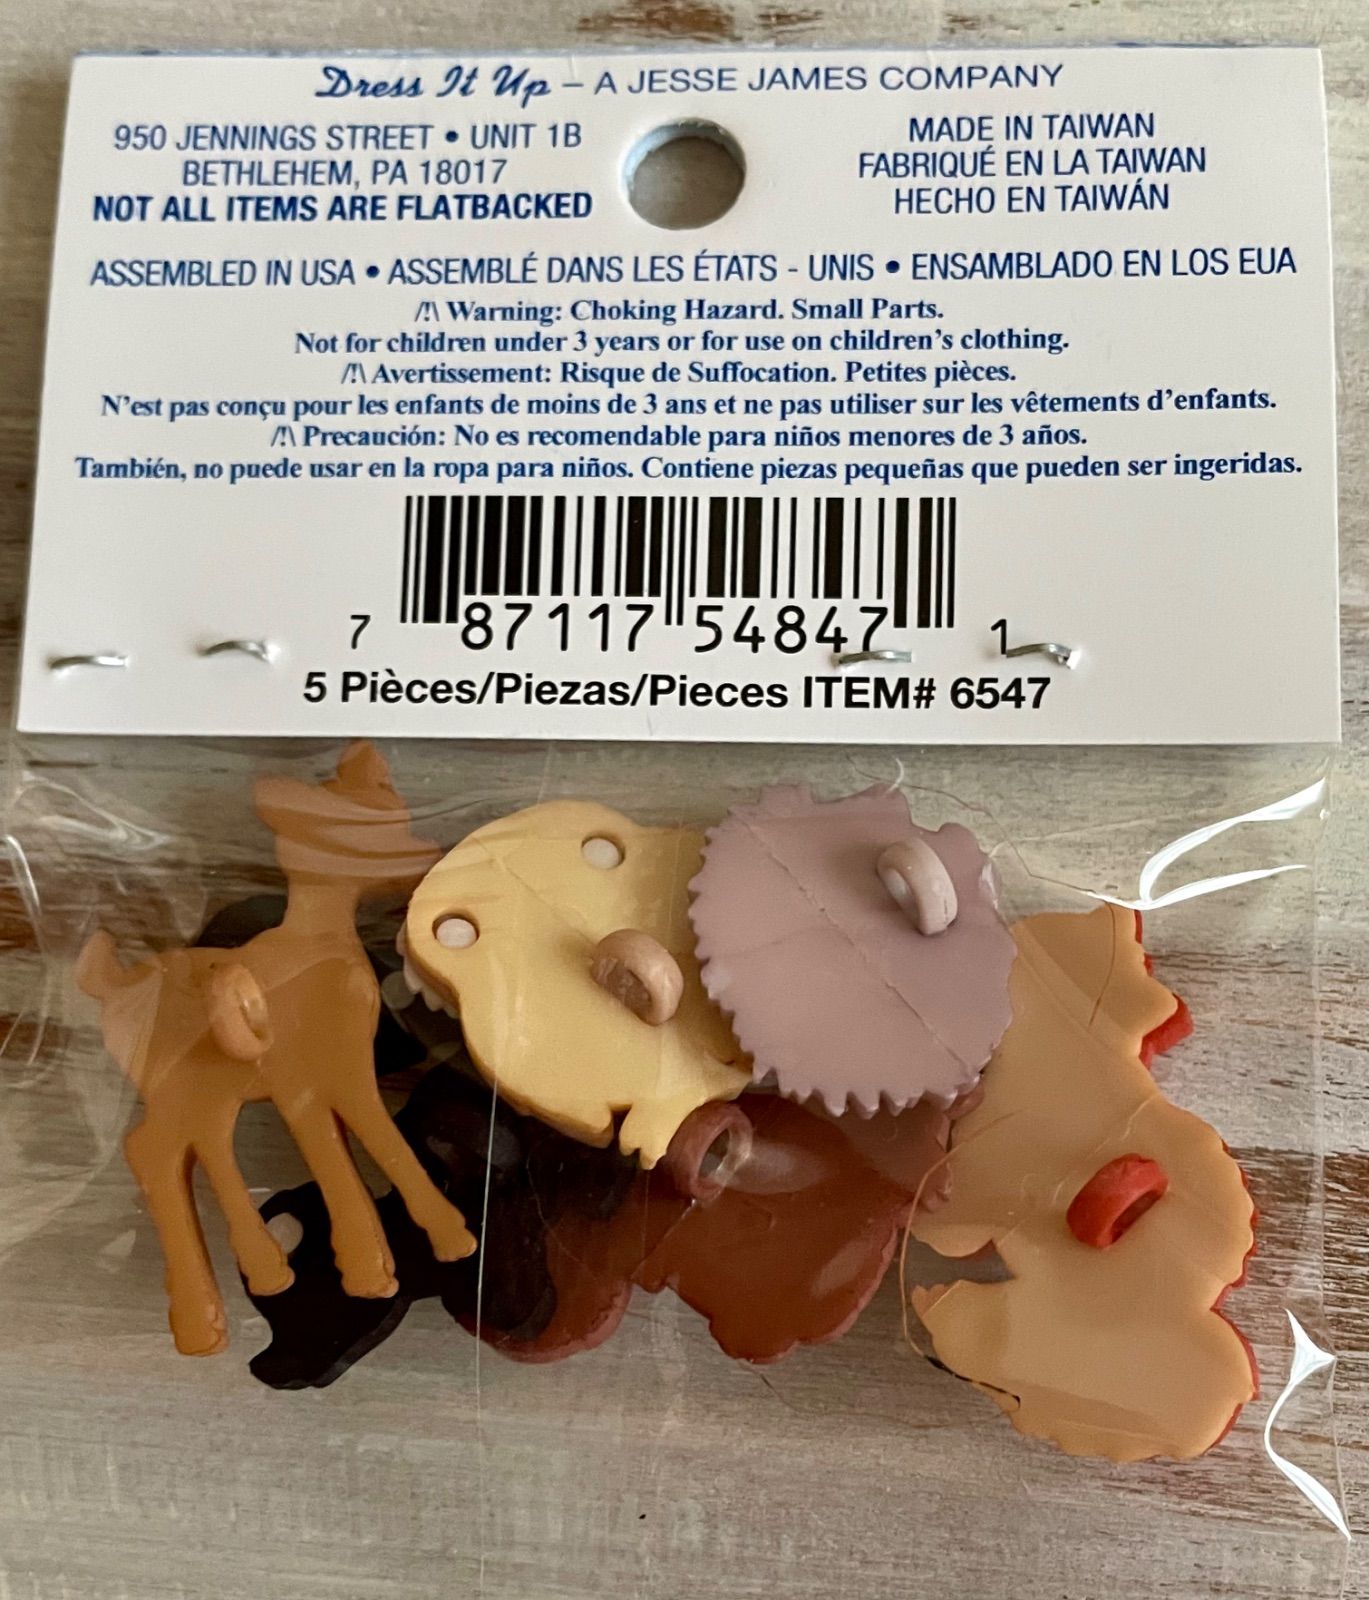 Dress It Up – A JESSE JAMES COMPANY
950 JENNINGS STREET • UNIT 1B
BETHLEHEM, PA 18017
NOT ALL ITEMS ARE FLATBACKED
MADE IN TAIWAN
FABRIQUÉ EN LA TAIWAN
HECHO EN TAIWÁN
ASSEMBLED IN USA • ASSEMBLÉ DANS LES ÉTATS - UNIS • ENSAMBLADO EN LOS EUA
/!\ Warning: Choking Hazard. Small Parts.
Not for children under 3 years or for use on children's clothing.
/!\ Avertissement: Risque de Suffocation. Petites pièces.
N'est pas conçu pour les enfants de moins de 3 ans et ne pas utiliser sur les vêtements d'enfants.
/!\ Precaución: No es recomendable para niños menores de 3 años.
También, no puede usar en la ropa para niños. Contiene piezas pequeñas que pueden ser ingeridas.
7 87117 54847 1
5 Pièces/Piezas/Pieces ITEM# 6547